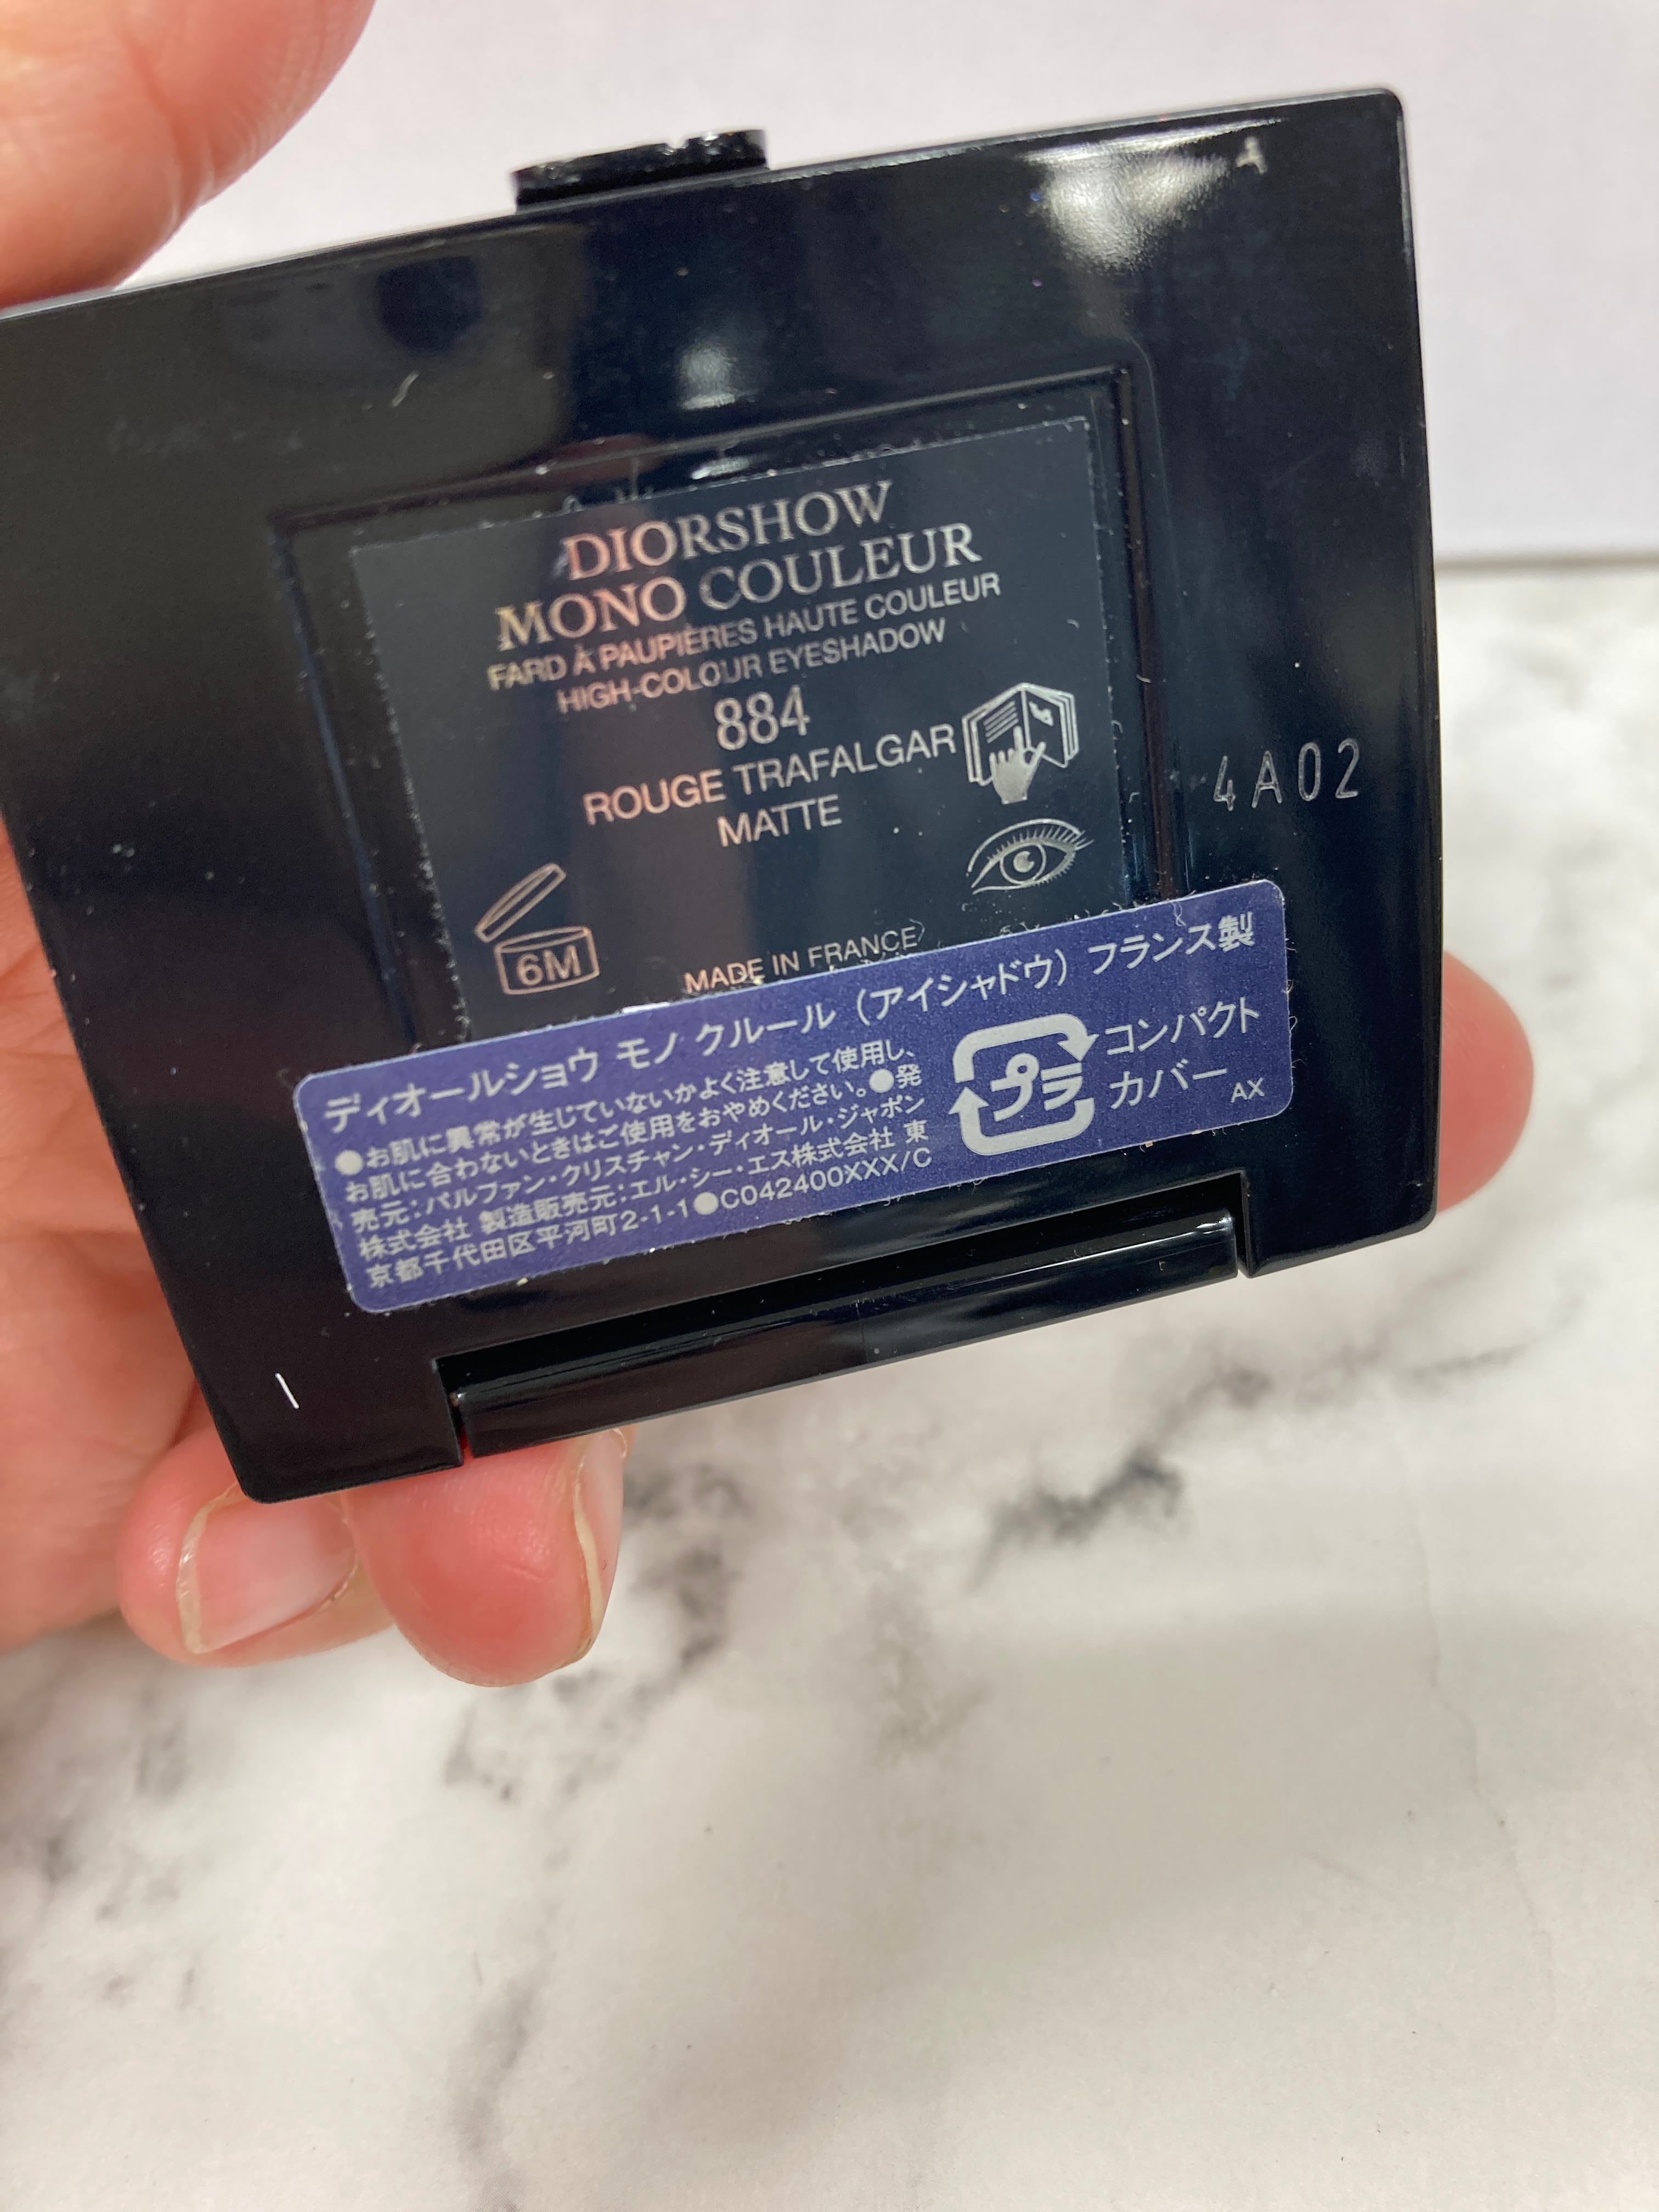 DIORSHOW
MONO COULEUR
FARD À PAUPIÈRES HAUTE COULEUR
HIGH-COLOUR EYESHADOW
884
ROUGE TRAFALGAR
MATTE
6M
MADE IN FRANCE
4A02
ディオールショウ モノ クルール（アイシャドウ）フランス製
●お肌に異常が生じていないかよく注意して使用し、
お肌に合わないときはご使用をおやめください。●発
売元：パルファン・クリスチャン・ディオール・ジャポン
株式会社 製造販売元：エル・シー・エス株式会社 東
京都千代田区平河町2-1-1●C042400XXX/C
プラ
コンパクト
カバー
AX